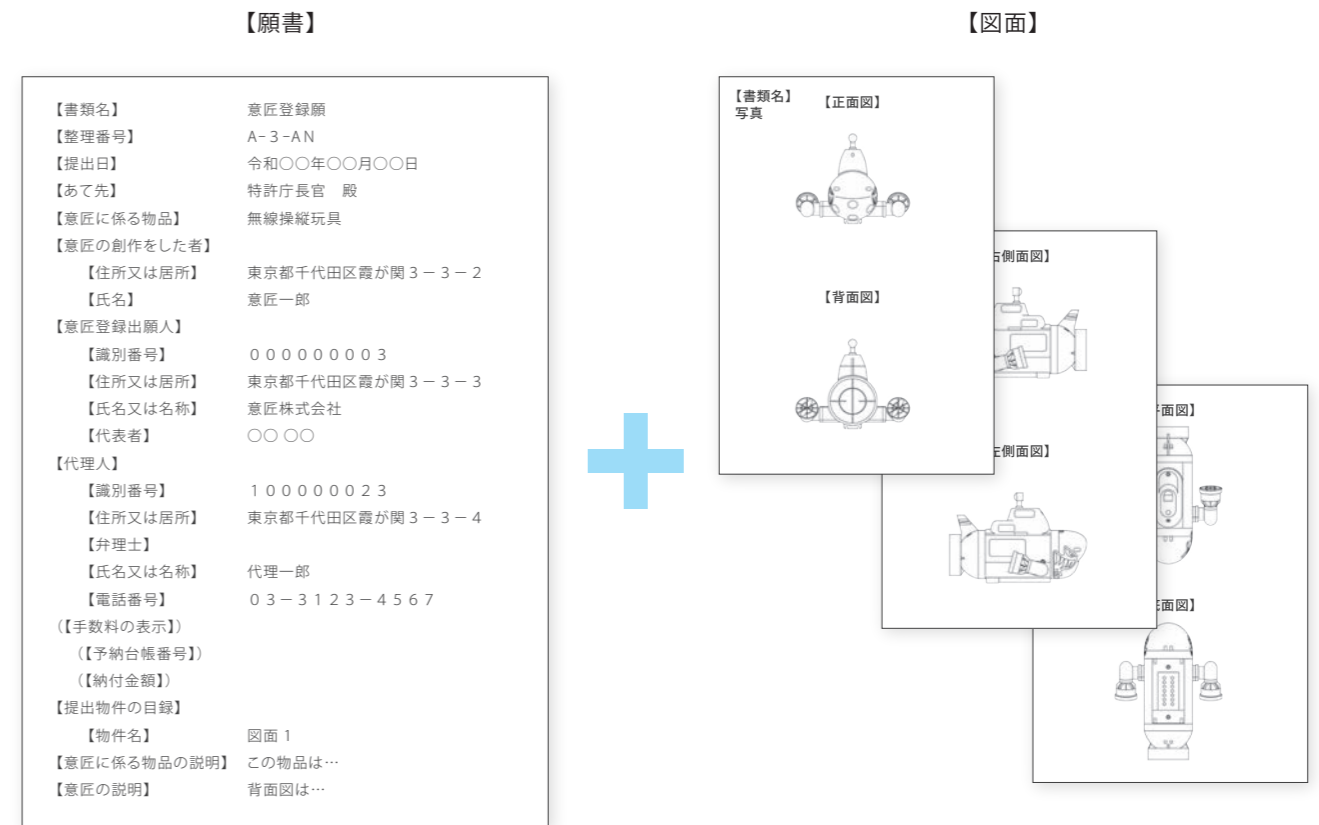 【願書】
【書類名】 意匠登録願
【整理番号】 A-3-AN
【提出日】 令和○○年○○月○○日
【あて先】 特許庁長官 殿
【意匠に係る物品】 無線操縦玩具
【意匠の創作をした者】
【住所又は居所】 東京都千代田区霞が関3-3-2
【氏名】 意匠一郎
【意匠登録出願人】
【識別番号】 000000003
【住所又は居所】 東京都千代田区霞が関3-3-3
【氏名又は名称】 意匠株式会社
【代表者】 ○○ ○○
【代理人】
【識別番号】 100000023
【住所又は居所】 東京都千代田区霞が関3-3-4
【弁理士】
【氏名又は名称】 代理一郎
【電話番号】 03-3123-4567
(【手数料の表示】)
(【予納台帳番号】)
(【納付金額】)
【提出物件の目録】
【物件名】 図面1
【意匠に係る物品の説明】 この物品は…
【意匠の説明】 背面図は…
【図面】
【書類名】
写真
【正面図】
【背面図】
右側面図】
左側面図】
平面図】
面図】